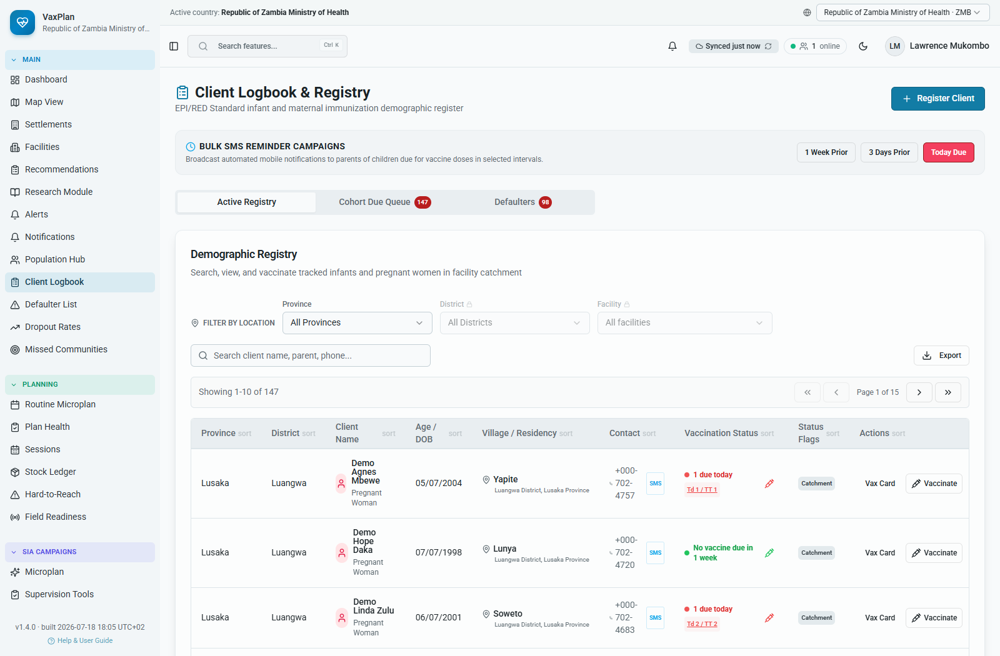 VaxPlan
Republic of Zambia Ministry of...
MAIN
Dashboard
Map View
Settlements
Facilities
Recommendations
Research Module
Alerts
Notifications
Population Hub
Client Logbook
Defaulter List
Dropout Rates
Missed Communities
PLANNING
Routine Microplan
Plan Health
Sessions
Stock Ledger
Hard-to-Reach
Field Readiness
SIA CAMPAIGNS
Microplan
Supervision Tools
v1.4.0 · built 2026-07-18 18:05 UTC+02
Help & User Guide
Active country: Republic of Zambia Ministry of Health
Republic of Zambia Ministry of Health · ZMB
Search features...
Ctrl K
Synced just now
1 online
LM
Lawrence Mukombo
Client Logbook & Registry
EPI/RED Standard infant and maternal immunization demographic register
Register Client
BULK SMS REMINDER CAMPAIGNS
Broadcast automated mobile notifications to parents of children due for vaccine doses in selected intervals.
1 Week Prior
3 Days Prior
Today Due
Active Registry
Cohort Due Queue 147
Defaulters 98
Demographic Registry
Search, view, and vaccinate tracked infants and pregnant women in facility catchment
FILTER BY LOCATION
Province
All Provinces
District
All Districts
Facility
All facilities
Search client name, parent, phone...
Export
Showing 1-10 of 147
Page 1 of 15
Province sort
District sort
Client Name sort
Age / DOB sort
Village / Residency sort
Contact sort
Vaccination Status sort
Status Flags sort
Actions sort
Lusaka
Luangwa
Demo
Agnes
Mbewe
Pregnant
Woman
05/07/2004
Yapite
Luangwa District, Lusaka Province
+000-
702-
4757
SMS
1 due today
Td 1 / TT 1
Catchment
Vax Card
Vaccinate
Lusaka
Luangwa
Demo
Hope
Daka
Pregnant
Woman
07/07/1998
Lunya
Luangwa District, Lusaka Province
+000-
702-
4720
SMS
No vaccine due in
1 week
Catchment
Vax Card
Vaccinate
Lusaka
Luangwa
Demo
Linda Zulu
Pregnant
Woman
06/07/2001
Soweto
Luangwa District, Lusaka Province
+000-
702-
4683
SMS
1 due today
Td 2 / TT 2
Catchment
Vax Card
Vaccinate